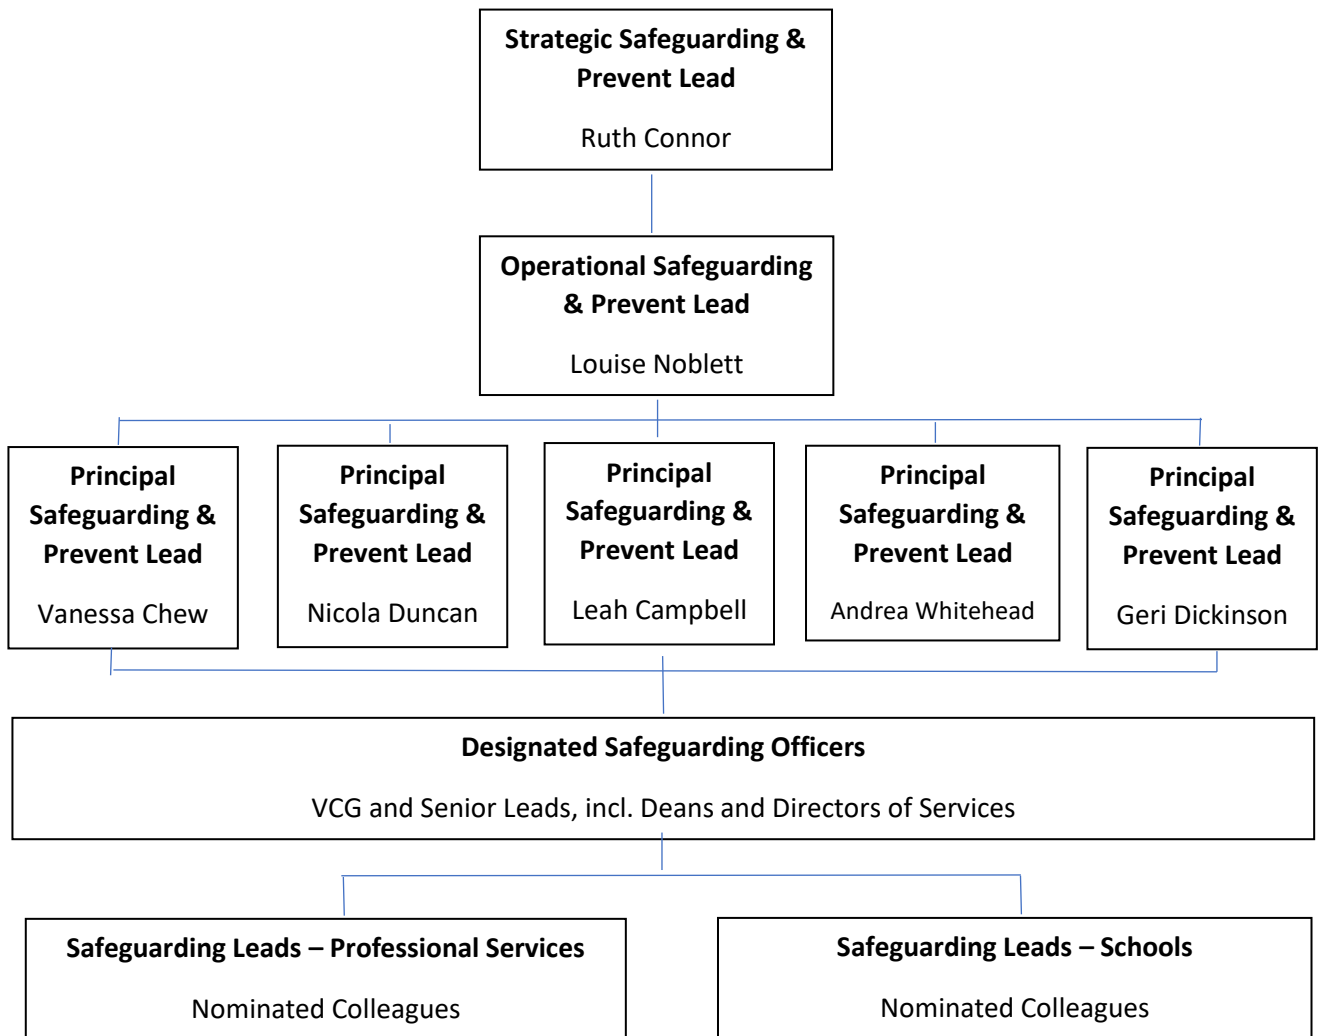 Strategic Safeguarding &
Prevent Lead
Ruth Connor
Operational Safeguarding
& Prevent Lead
Louise Noblett
Principal
Safeguarding &
Prevent Lead
Vanessa Chew
Principal
Safeguarding &
Prevent Lead
Nicola Duncan
Principal
Safeguarding &
Prevent Lead
Leah Campbell
Principal
Safeguarding &
Prevent Lead
Andrea Whitehead
Principal
Safeguarding &
Prevent Lead
Geri Dickinson
Designated Safeguarding Officers
VCG and Senior Leads, incl. Deans and Directors of Services
Safeguarding Leads – Professional Services
Nominated Colleagues
Safeguarding Leads – Schools
Nominated Colleagues